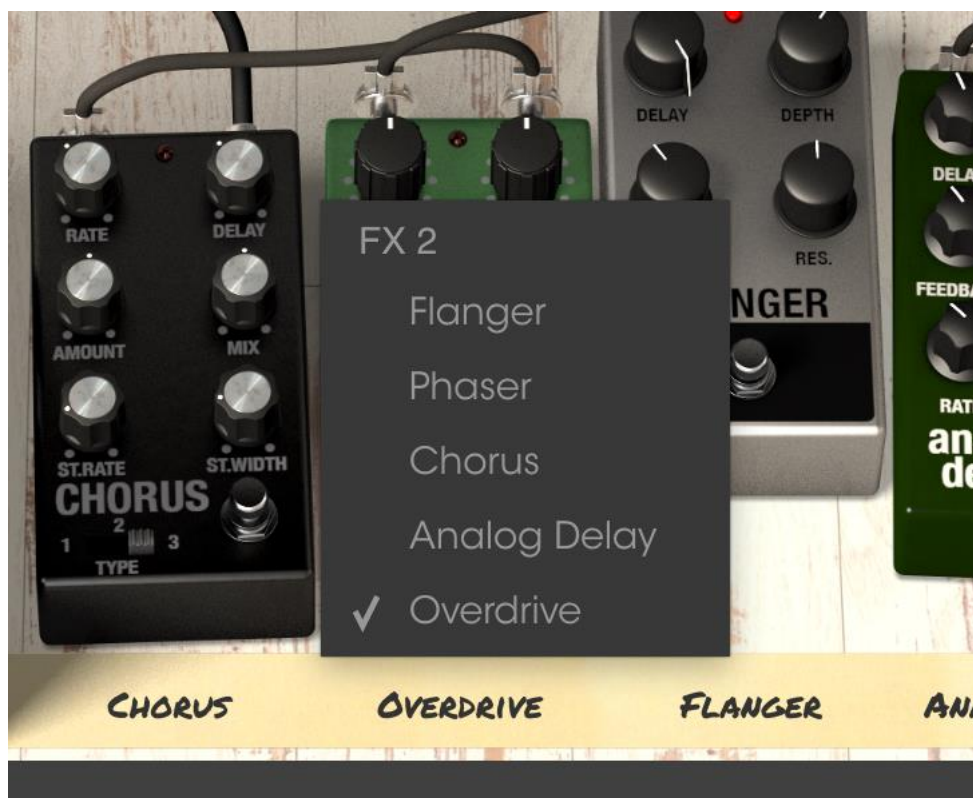 DELAY DEPTH
RATE DELAY
RES.
AMOUNT MIX
ST.RATE ST.WIDTH
CHORUS
1 2 3
TYPE
FX 2
Flanger
Phaser
Chorus
Analog Delay
✓ Overdrive
CHORUS OVERDRIVE FLANGER